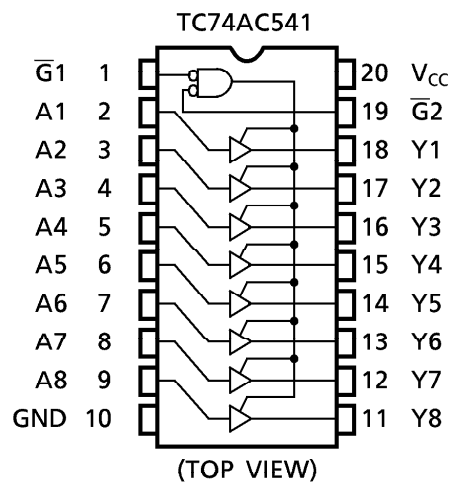 TC74AC541
G̅1 1 20 VCC
A1 2 19 G̅2
A2 3 18 Y1
A3 4 17 Y2
A4 5 16 Y3
A5 6 15 Y4
A6 7 14 Y5
A7 8 13 Y6
A8 9 12 Y7
GND 10 11 Y8
(TOP VIEW)